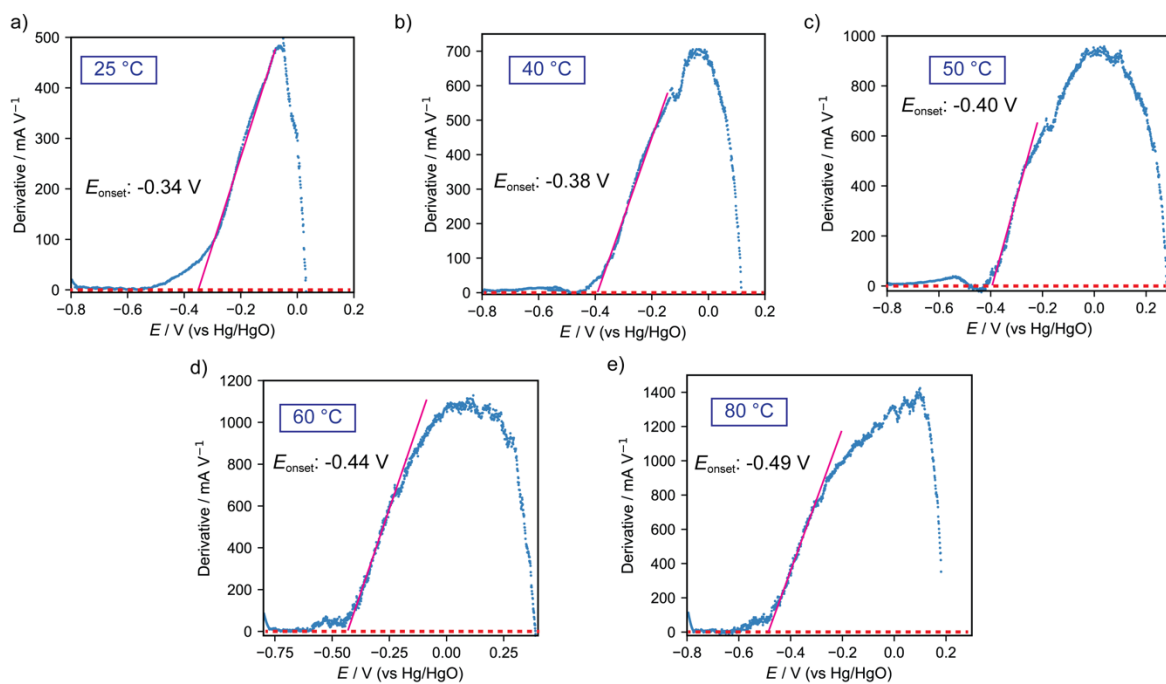 a)
25 °C
E onset: -0.34 V
Derivative / mA V−1
500
400
300
200
100
0
−0.8 −0.6 −0.4 −0.2 0.0 0.2
E / V (vs Hg/HgO)
b)
40 °C
E onset: -0.38 V
Derivative / mA V−1
700
600
500
400
300
200
100
0
−0.8 −0.6 −0.4 −0.2 0.0 0.2
E / V (vs Hg/HgO)
c)
50 °C
E onset: -0.40 V
Derivative / mA V−1
1000
800
600
400
200
0
−0.8 −0.6 −0.4 −0.2 0.0 0.2
E / V (vs Hg/HgO)
d)
60 °C
E onset: -0.44 V
Derivative / mA V−1
1200
1000
800
600
400
200
0
−0.75 −0.50 −0.25 0.00 0.25
E / V (vs Hg/HgO)
e)
80 °C
E onset: -0.49 V
Derivative / mA V−1
1400
1200
1000
800
600
400
200
0
−0.8 −0.6 −0.4 −0.2 0.0 0.2
E / V (vs Hg/HgO)